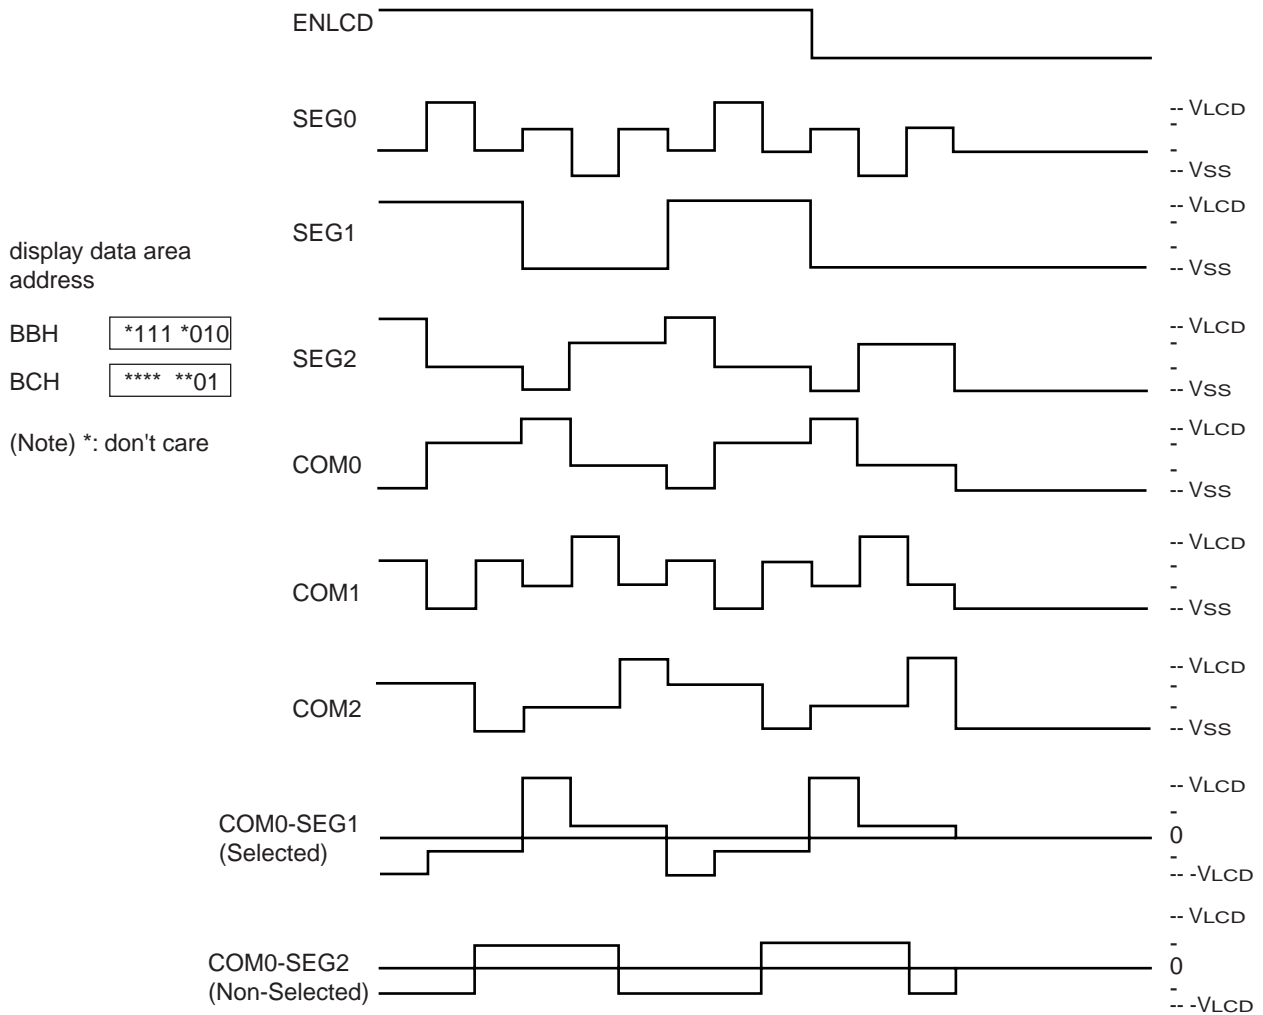 ENLCD
SEG0
-- VLCD
-
-
-- VSS
SEG1
-- VLCD
-
-
-- VSS
display data area
address
BBH *111 *010
BCH **** **01
(Note) *: don't care
SEG2
-- VLCD
-
-
-- VSS
COM0
-- VLCD
-
-
-- VSS
COM1
-- VLCD
-
-
-- VSS
COM2
-- VLCD
-
-
-- VSS
COM0-SEG1
(Selected)
-- VLCD
-
0
-
-- -VLCD
COM0-SEG2
(Non-Selected)
-- VLCD
-
0
-
-- -VLCD